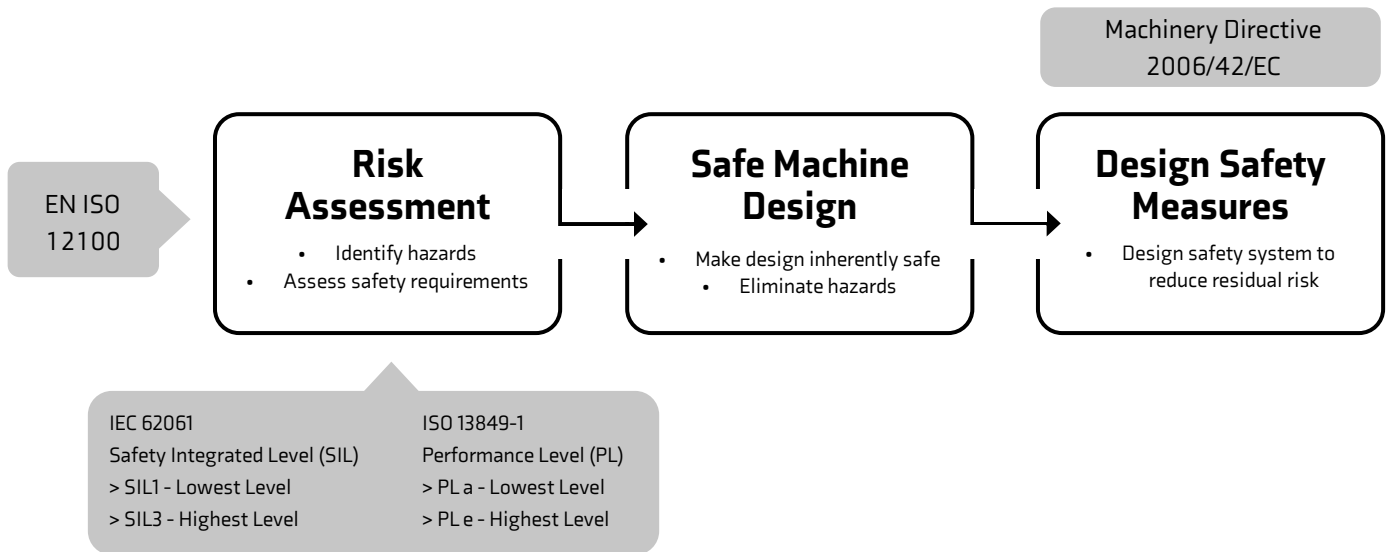 Machinery Directive
2006/42/EC
EN ISO
12100
Risk
Assessment
• Identify hazards
• Assess safety requirements
Safe Machine
Design
• Make design inherently safe
• Eliminate hazards
Design Safety
Measures
• Design safety system to
reduce residual risk
IEC 62061
Safety Integrated Level (SIL)
> SIL1 - Lowest Level
> SIL3 - Highest Level
ISO 13849-1
Performance Level (PL)
> PL a - Lowest Level
> PL e - Highest Level